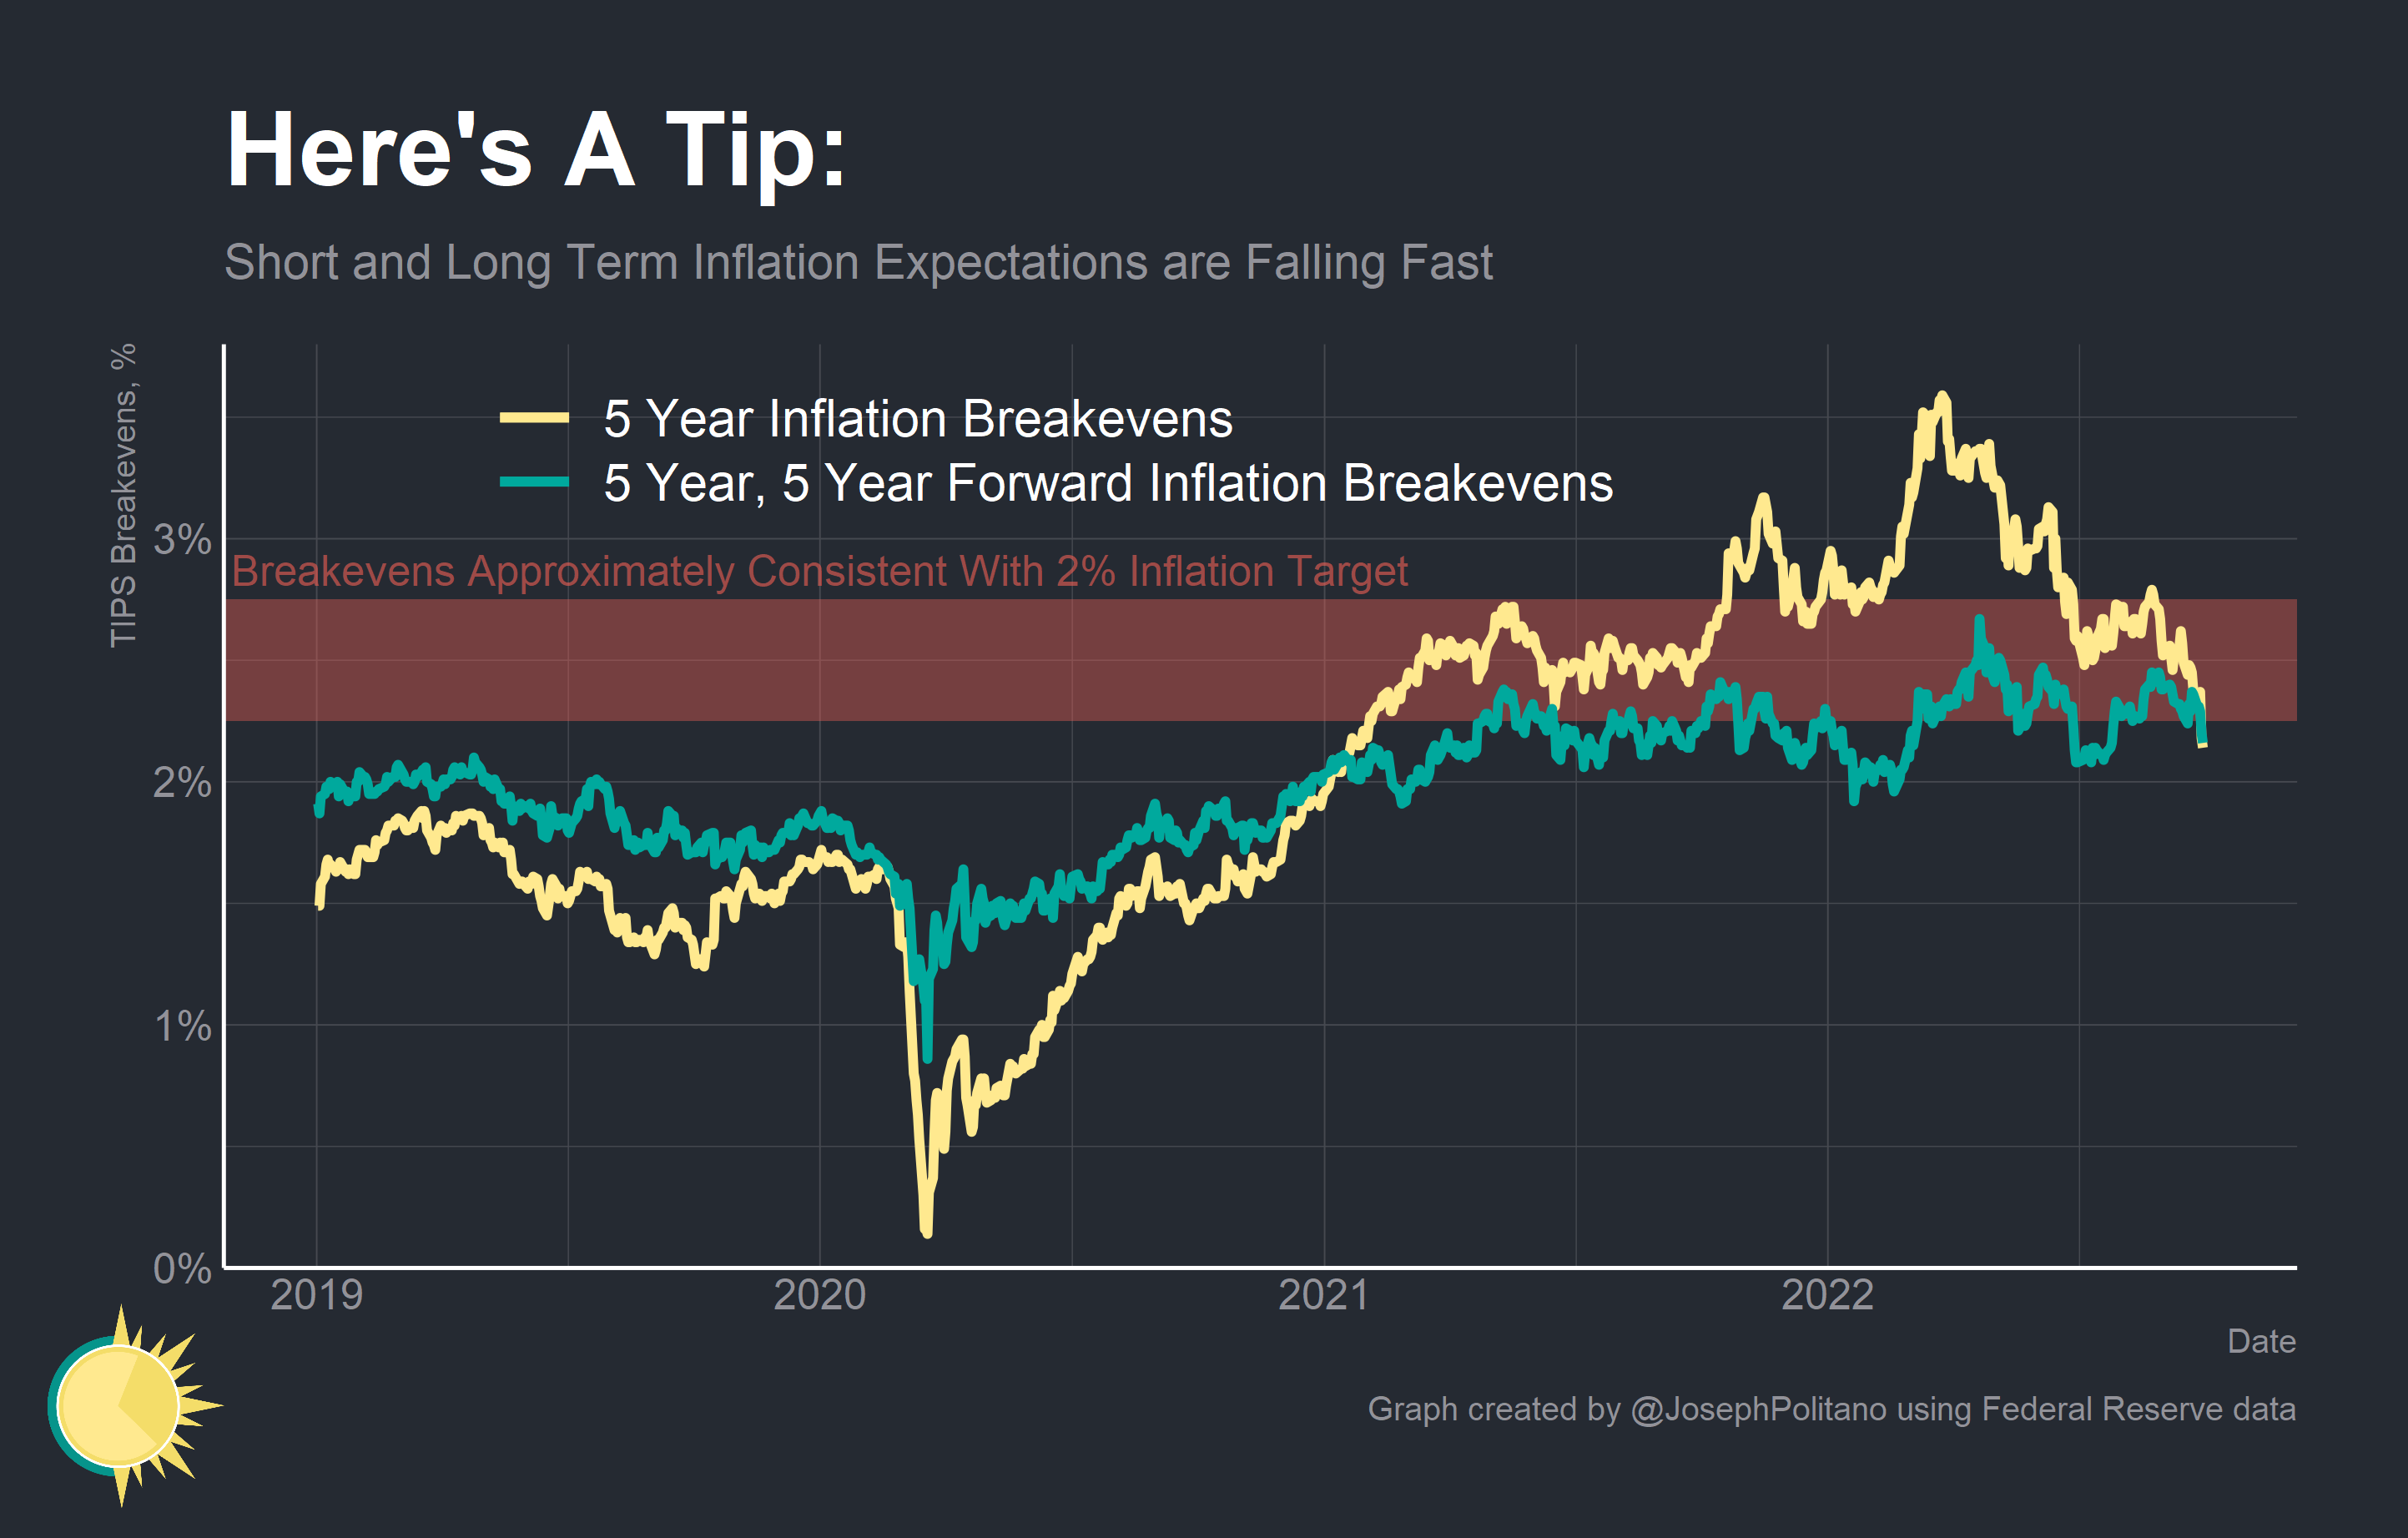 Here's A Tip:
Short and Long Term Inflation Expectations are Falling Fast
TIPS Breakevens, %
5 Year Inflation Breakevens
5 Year, 5 Year Forward Inflation Breakevens
3%
Breakevens Approximately Consistent With 2% Inflation Target
2%
1%
0%
2019
2020
2021
2022
Date
Graph created by @JosephPolitano using Federal Reserve data